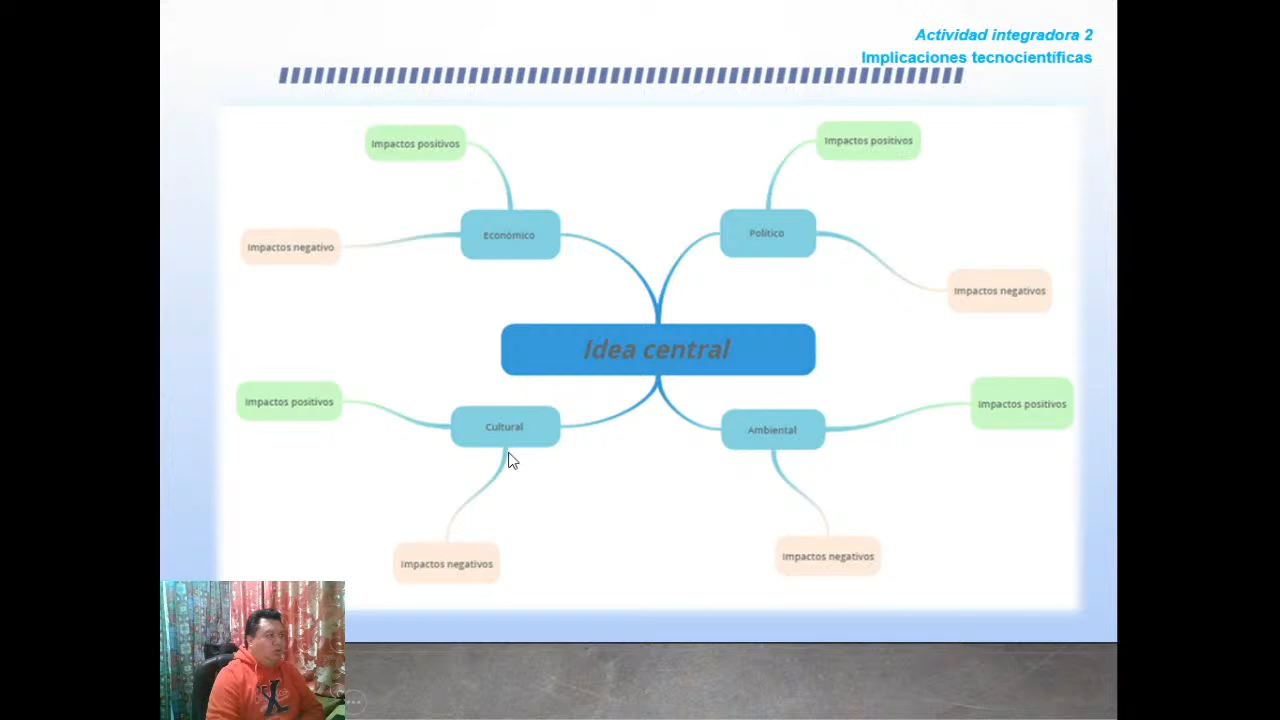 Actividad integradora 2
Implicaciones tecnocientíficas
Impactos positivos
Impactos positivos
Económico
Político
Impactos negativo
Impactos negativos
Idea central
Impactos positivos
Impactos positivos
Cultural
Ambiental
Impactos negativos
Impactos negativos